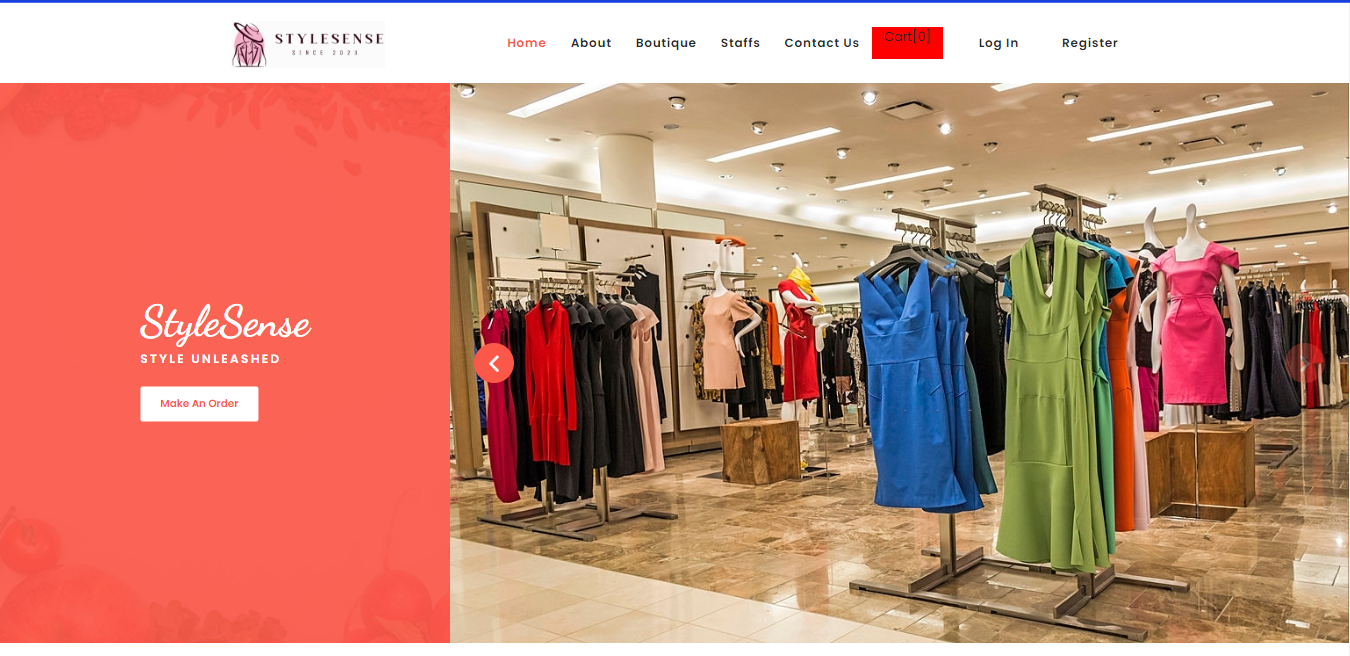 STYLESENSE
SINCE 2023
Home About Boutique Staffs Contact Us Cart[0] Log In Register
StyleSense
STYLE UNLEASHED
Make An Order